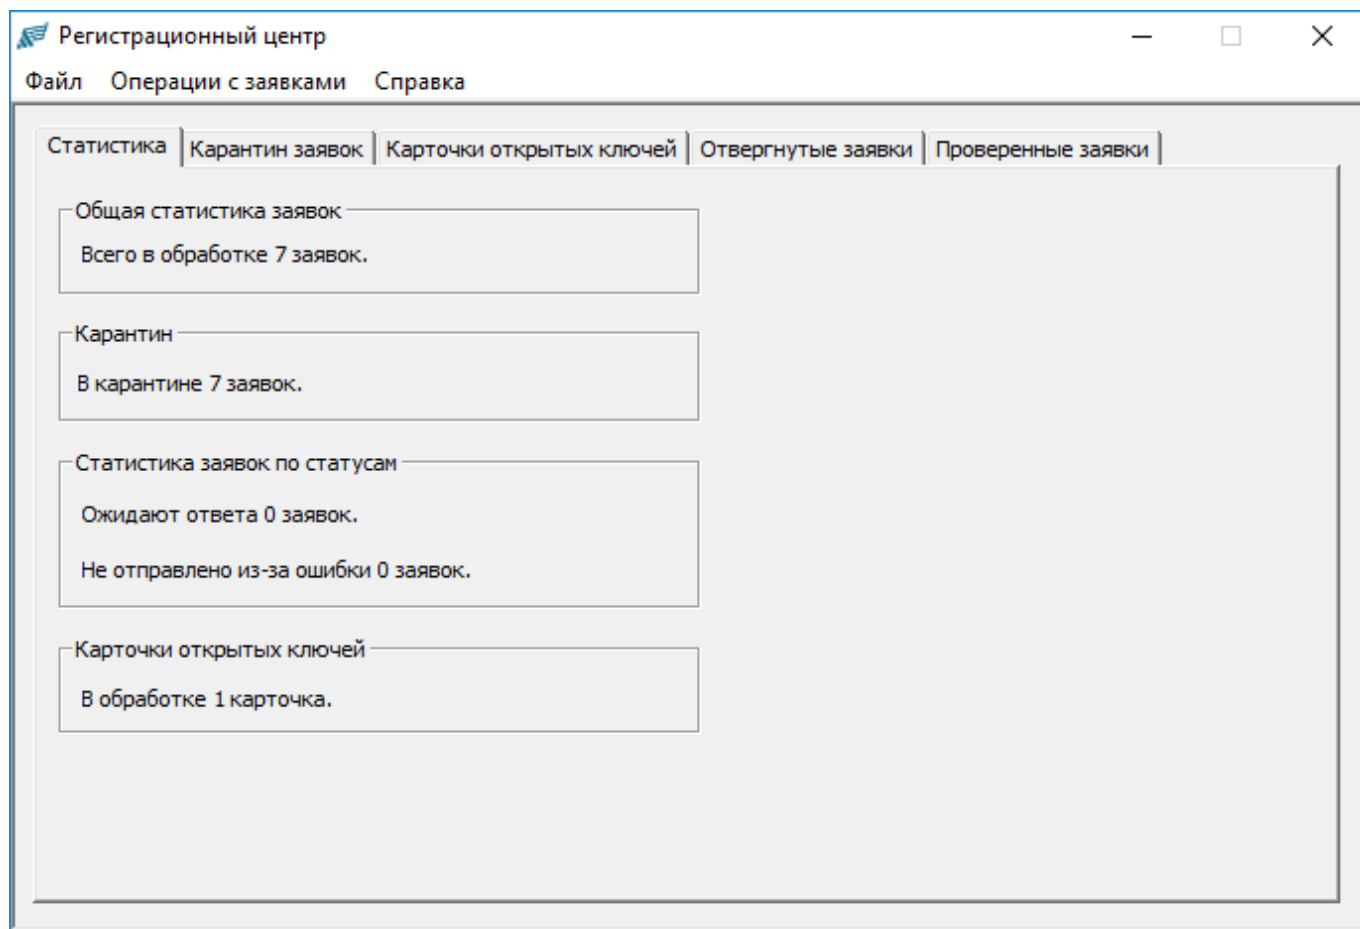 Регистрационный центр
Файл Операции с заявками Справка
Статистика Карантин заявок Карточки открытых ключей Отвергнутые заявки Проверенные заявки
Общая статистика заявок
Всего в обработке 7 заявок.
Карантин
В карантине 7 заявок.
Статистика заявок по статусам
Ожидают ответа 0 заявок.
Не отправлено из-за ошибки 0 заявок.
Карточки открытых ключей
В обработке 1 карточка.